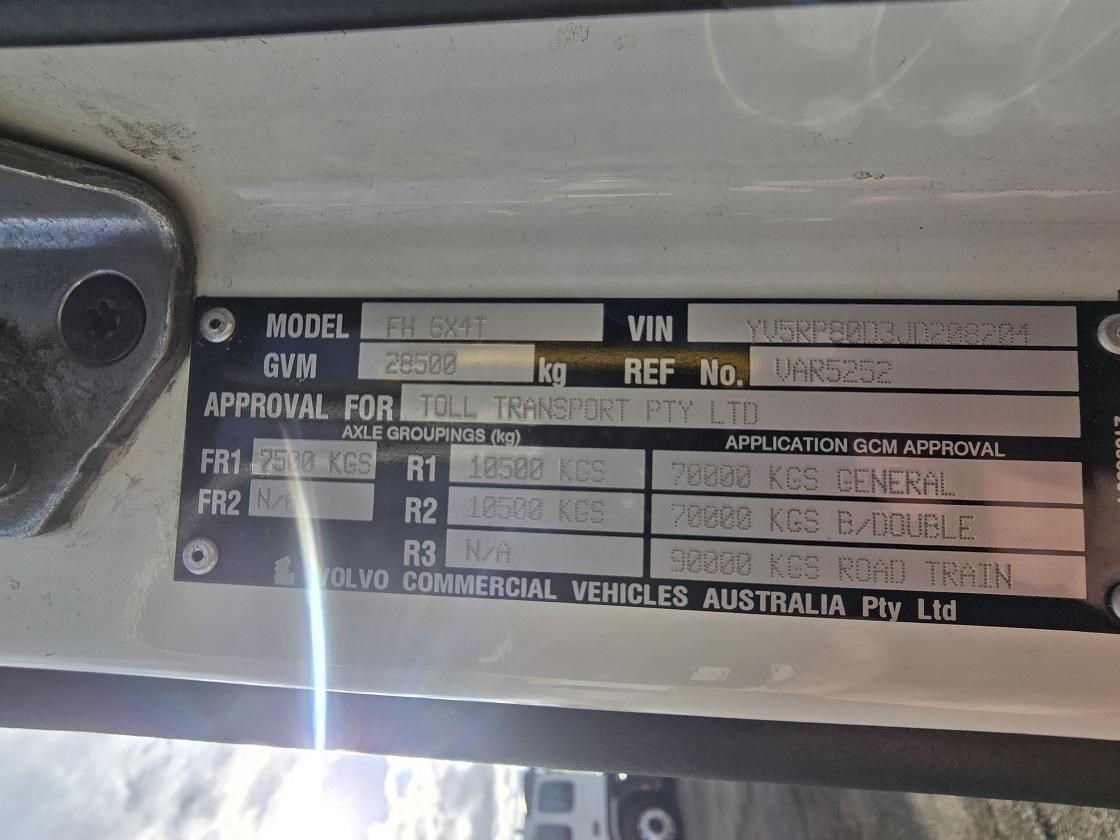 MODEL FH 6X4T VIN YV5RP80D3JD208204
GVM 28500 kg REF No. VAR5252
APPROVAL FOR TOLL TRANSPORT PTY LTD
AXLE GROUPINGS (kg) APPLICATION GCM APPROVAL
FR1 7500 KGS R1 10500 KGS 70000 KGS GENERAL
FR2 N/A R2 10500 KGS 70000 KGS B/DOUBLE
R3 N/A 90000 KGS ROAD TRAIN
VOLVO COMMERCIAL VEHICLES AUSTRALIA Pty Ltd